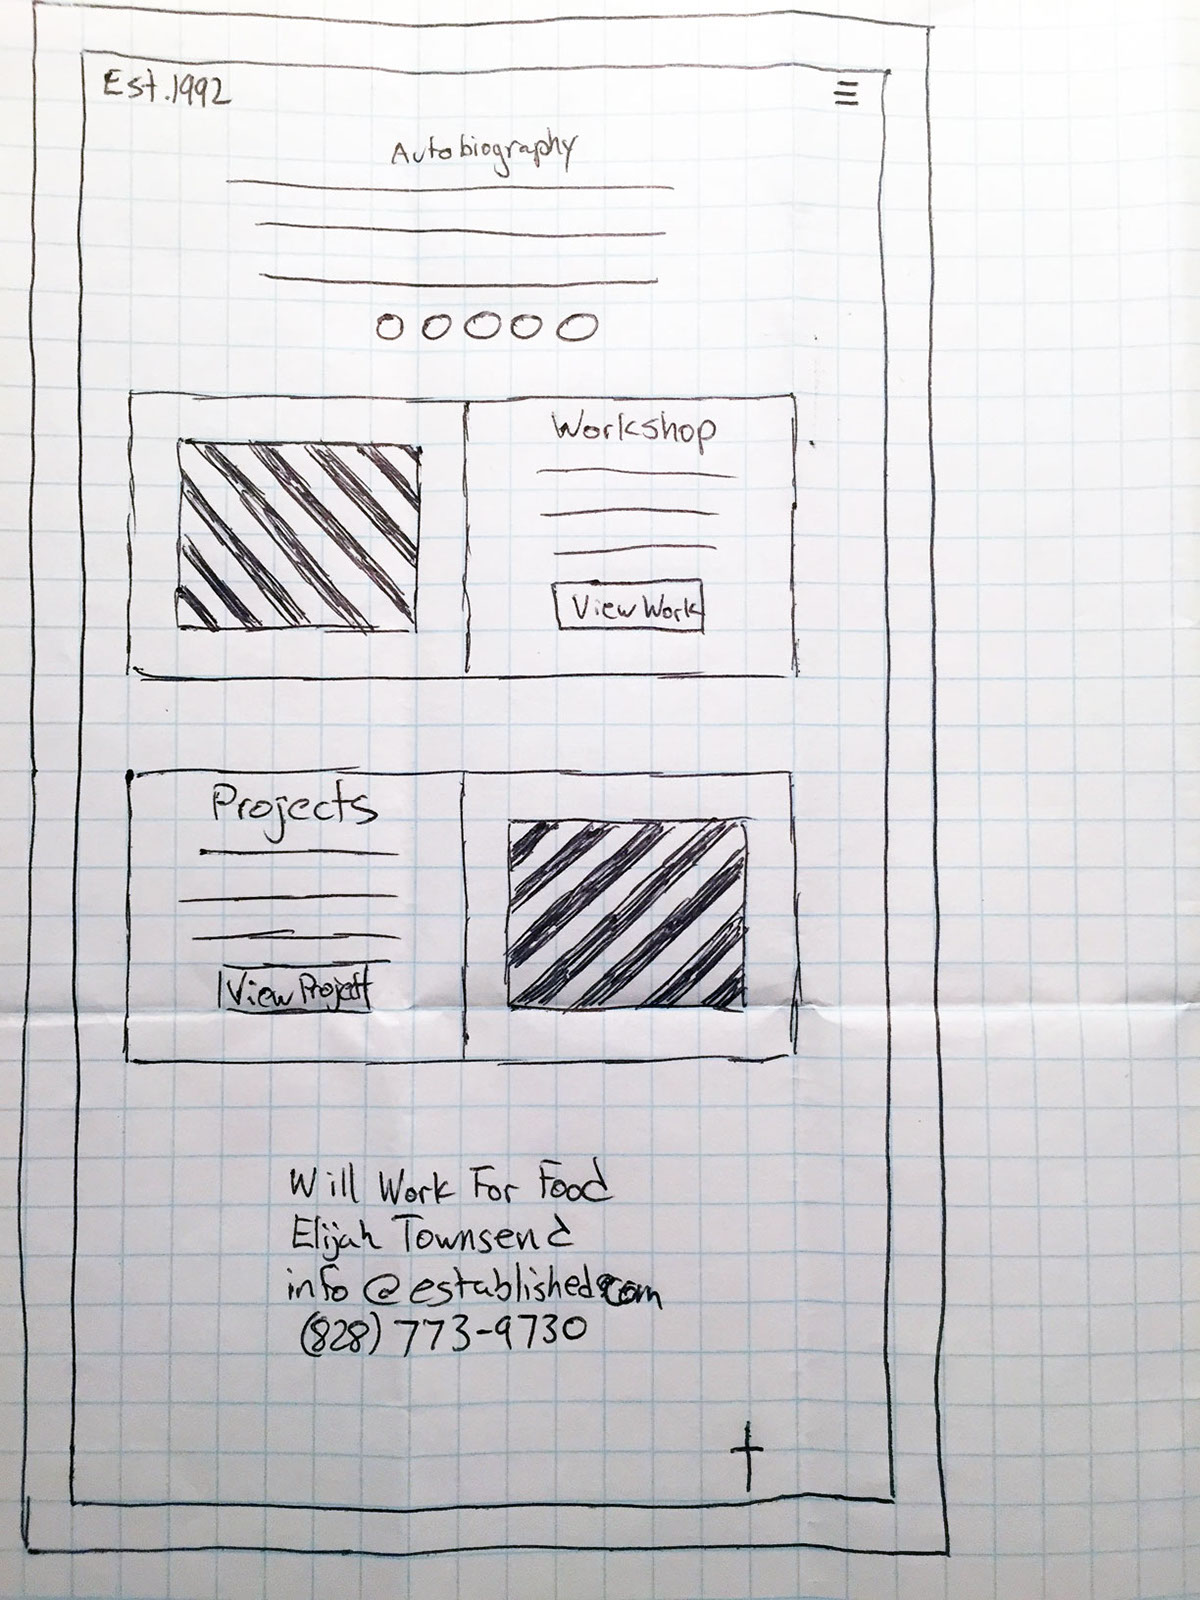 Est.1992
Autobiography
Workshop
View Work
Projects
View Project
Will Work For Food
Elijah Townsend
info@established.com
(828) 773-9730